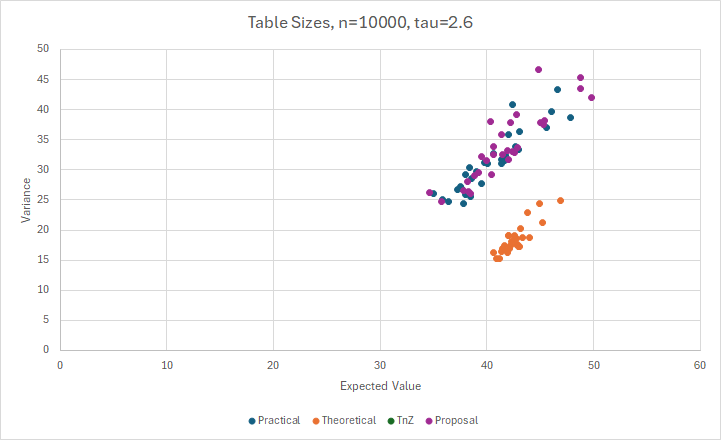 Table Sizes, n=10000, tau=2.6
50
45
40
35
30
25
20
15
10
5
0
Variance
0 10 20 30 40 50 60
Expected Value
Practical Theoretical TnZ Proposal